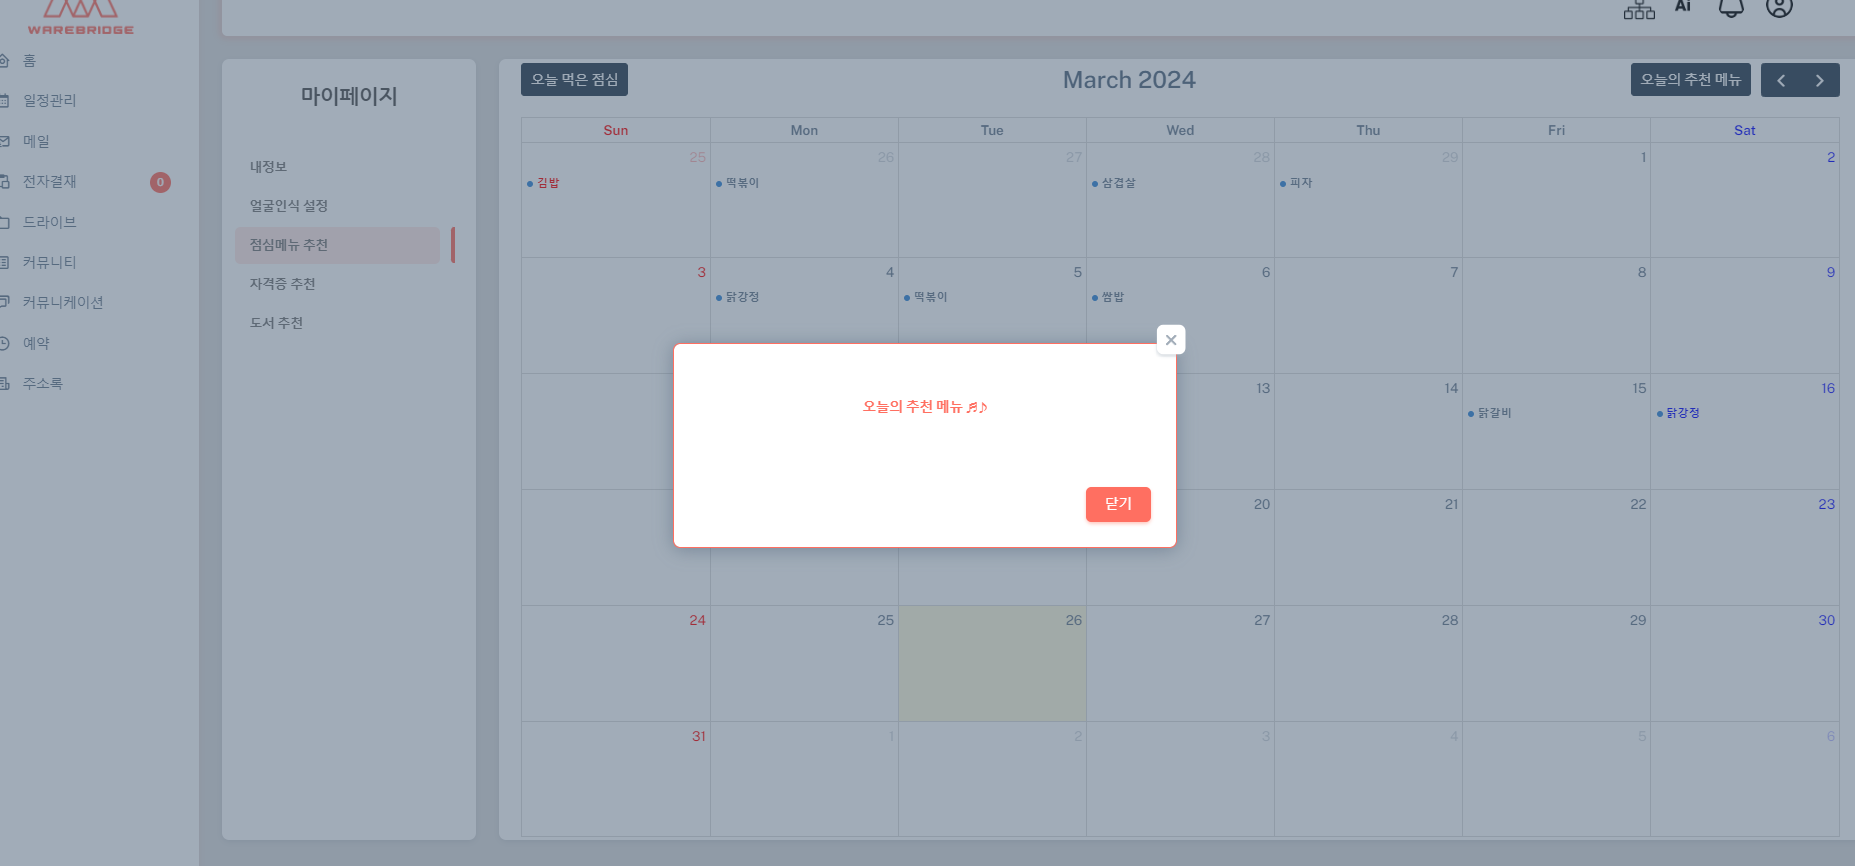 WAREBRIDGE
Ai
홈
일정관리
메일
전자결재
0
드라이브
커뮤니티
커뮤니케이션
예약
주소록
마이페이지
내정보
얼굴인식 설정
점심메뉴 추천
자격증 추천
도서 추천
오늘 먹은 점심
March 2024
오늘의 추천 메뉴
Sun Mon Tue Wed Thu Fri Sat
25 26 27 28 29 1 2
김밥 떡볶이 삼겹살 피자
3 4 5 6 7 8 9
닭강정 떡볶이 쌈밥
13 14 15 16
닭갈비 닭강정
20 21 22 23
24 25 26 27 28 29 30
31 1 2 3 4 5 6
오늘의 추천 메뉴 ♬♪
닫기